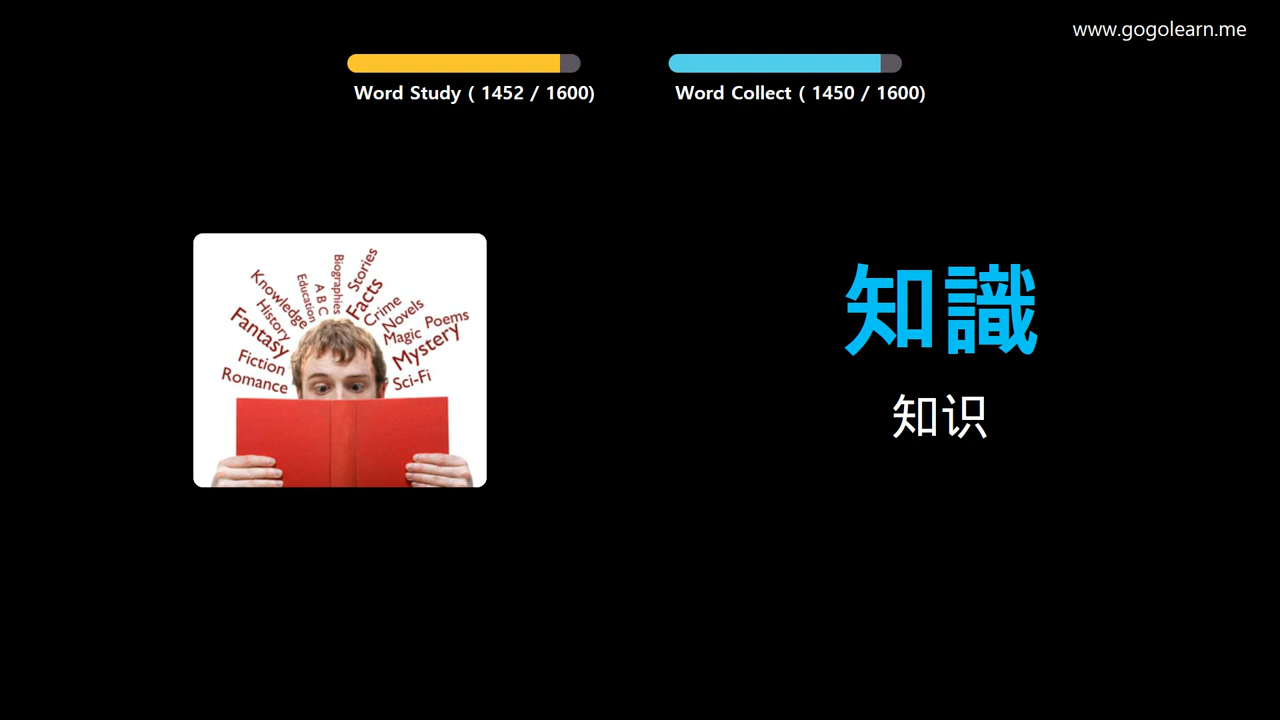 www.gogolearn.me
Word Study ( 1452 / 1600)
Word Collect ( 1450 / 1600)
Knowledge
History
Fantasy
Fiction
Romance
Education
A B C
Biographies
Stories
Facts
Crime
Novels
Magic
Poems
Mystery
Sci-Fi
知識
知识